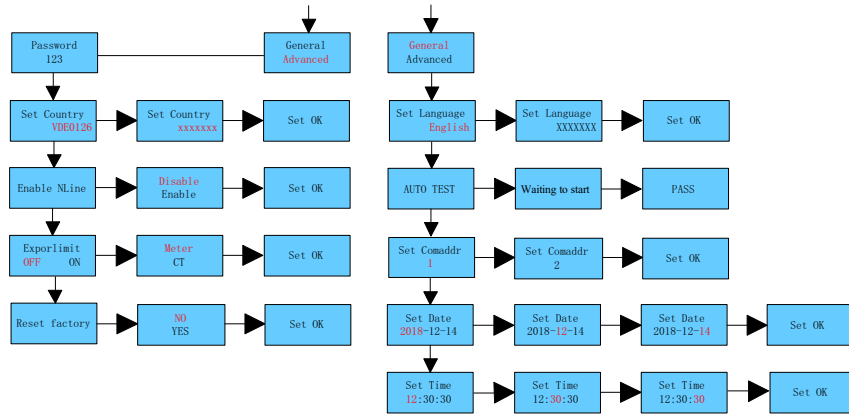 Password
123
General
Advanced
Set Country
VDE0126
Set Country
xxxxxxx
Set OK
Enable NLine
Disable
Enable
Set OK
Exporlimit
OFF ON
Meter
CT
Set OK
Reset factory
NO
YES
Set OK
General
Advanced
Set Language
English
Set Language
XXXXXXX
Set OK
AUTO TEST
Waiting to start
PASS
Set Comaddr
1
Set Comaddr
2
Set OK
Set Date
2018-12-14
Set Date
2018-12-14
Set Date
2018-12-14
Set OK
Set Time
12:30:30
Set Time
12:30:30
Set Time
12:30:30
Set OK